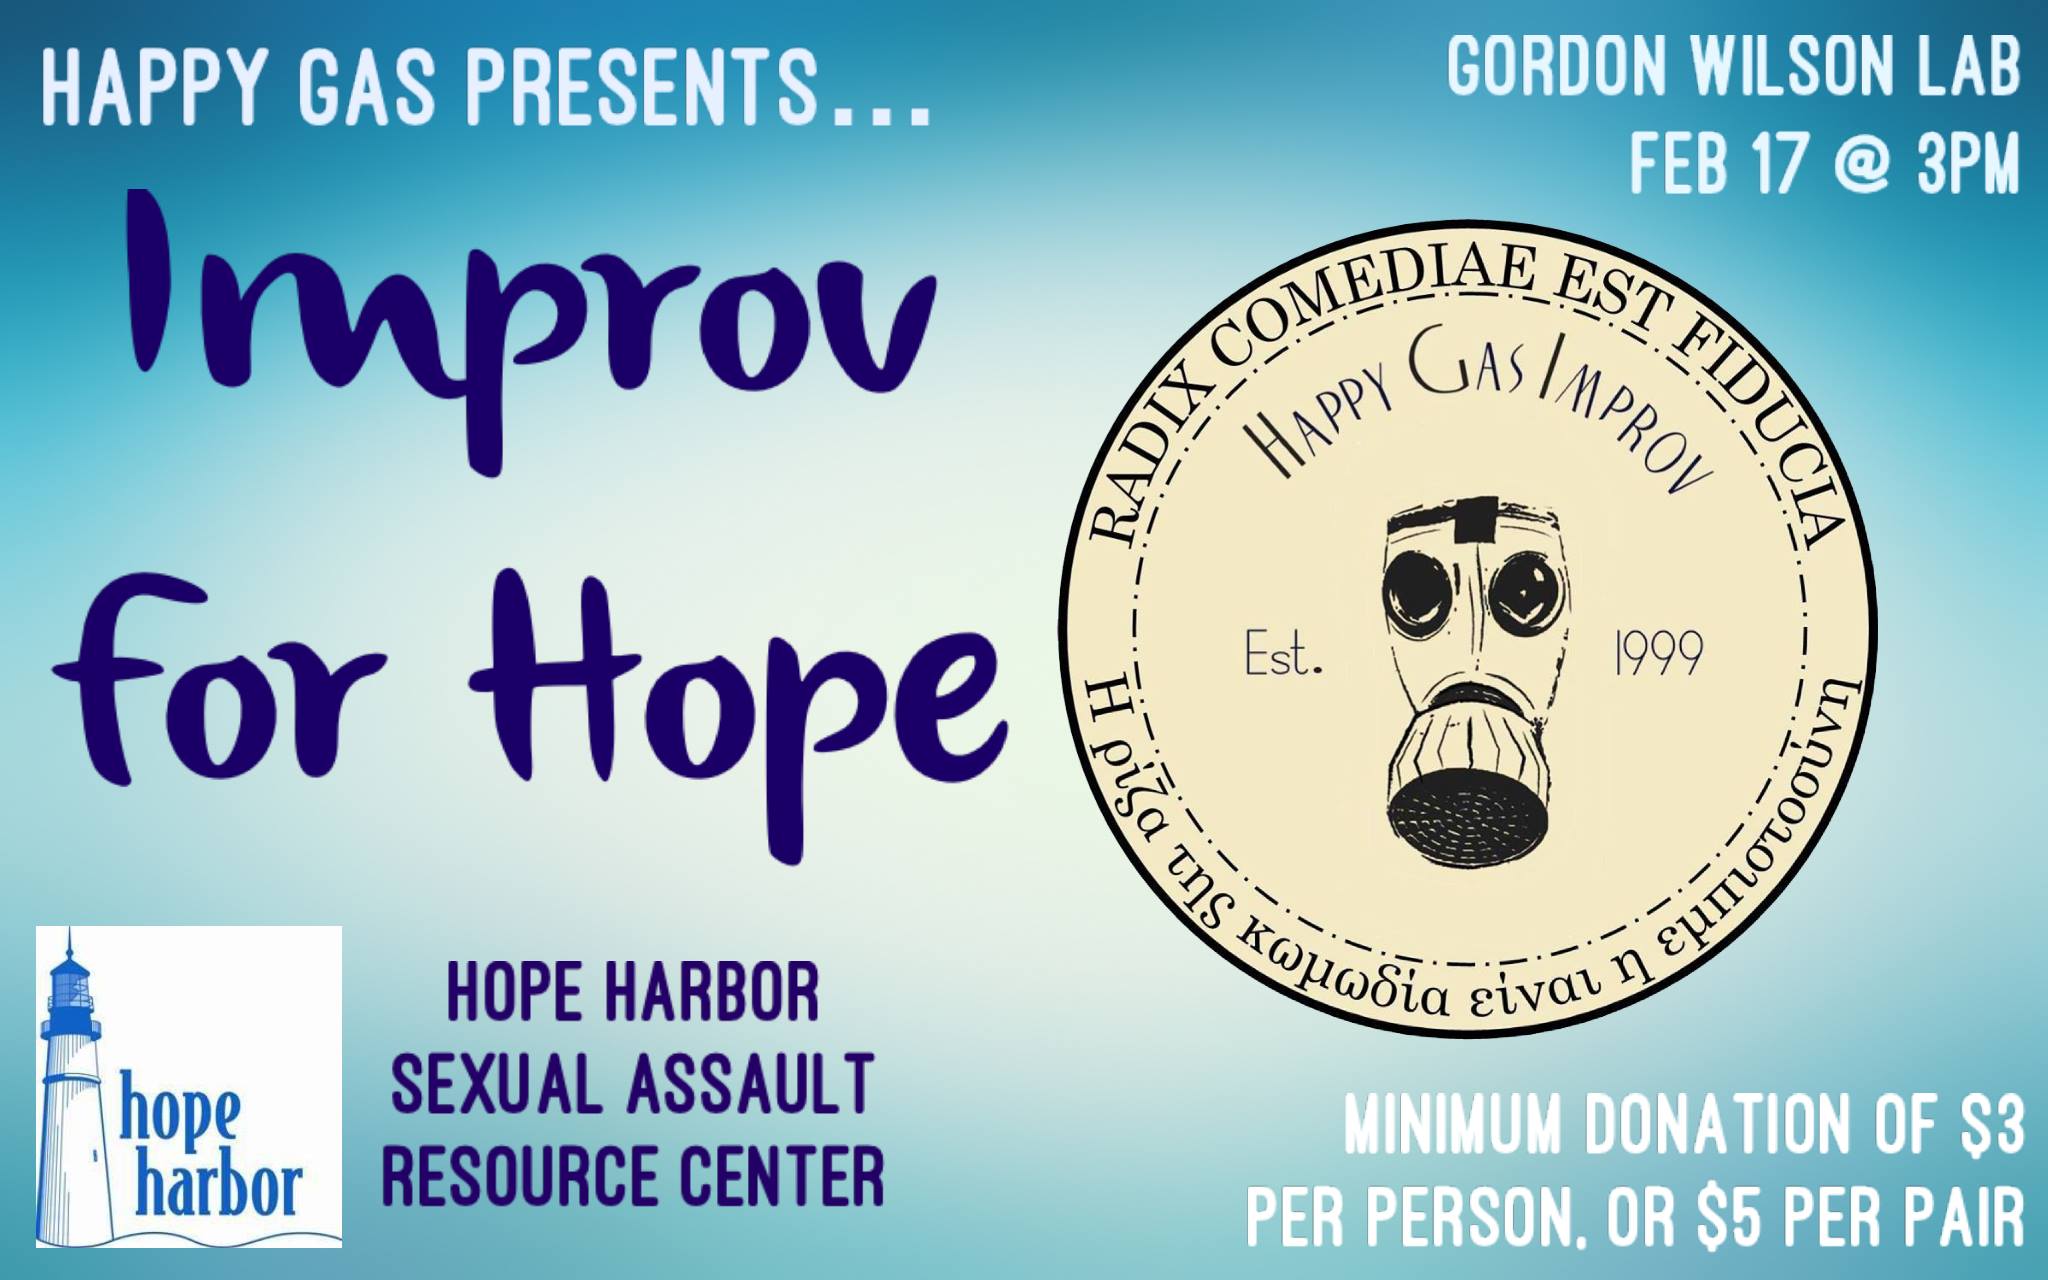 HAPPY GAS PRESENTS...
GORDON WILSON LAB
FEB 17 @ 3PM
Improv
for Hope
RADIX COMEDIAE EST FIDUCIA
HAPPY GAS IMPROV
Est. 1999
Η ρίζα της κωμωδία είναι η εμπιστοσύνη
hope
harbor
HOPE HARBOR
SEXUAL ASSAULT
RESOURCE CENTER
MINIMUM DONATION OF $3
PER PERSON, OR $5 PER PAIR